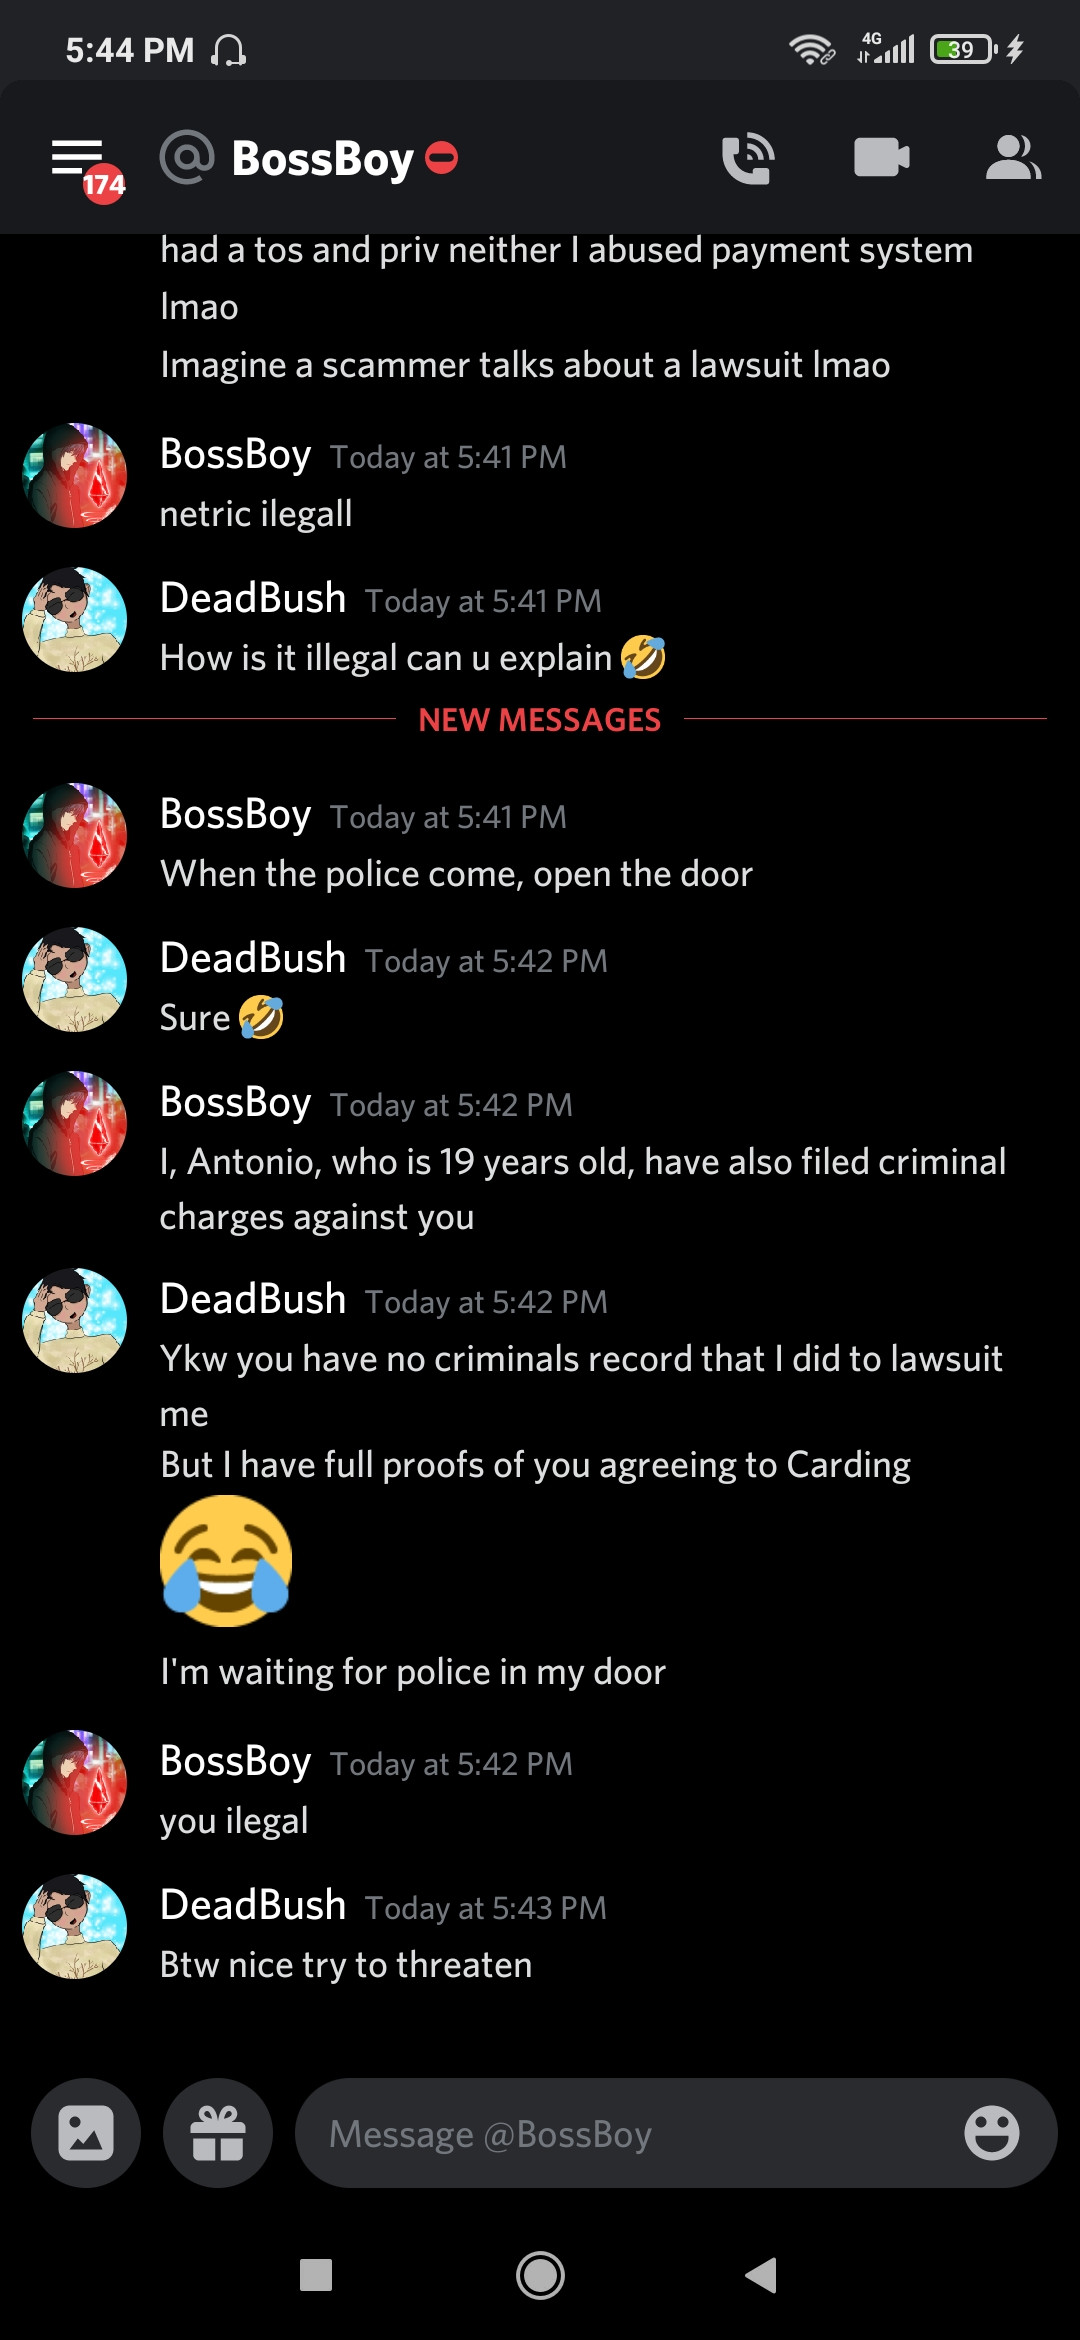 5:44 PM
4G
39
174
@ BossBoy
had a tos and priv neither I abused payment system
lmao
Imagine a scammer talks about a lawsuit lmao
BossBoy Today at 5:41 PM
netric ilegall
DeadBush Today at 5:41 PM
How is it illegal can u explain 🤣
NEW MESSAGES
BossBoy Today at 5:41 PM
When the police come, open the door
DeadBush Today at 5:42 PM
Sure 🤣
BossBoy Today at 5:42 PM
I, Antonio, who is 19 years old, have also filed criminal
charges against you
DeadBush Today at 5:42 PM
Ykw you have no criminals record that I did to lawsuit
me
But I have full proofs of you agreeing to Carding
😂
I'm waiting for police in my door
BossBoy Today at 5:42 PM
you ilegal
DeadBush Today at 5:43 PM
Btw nice try to threaten
Message @BossBoy